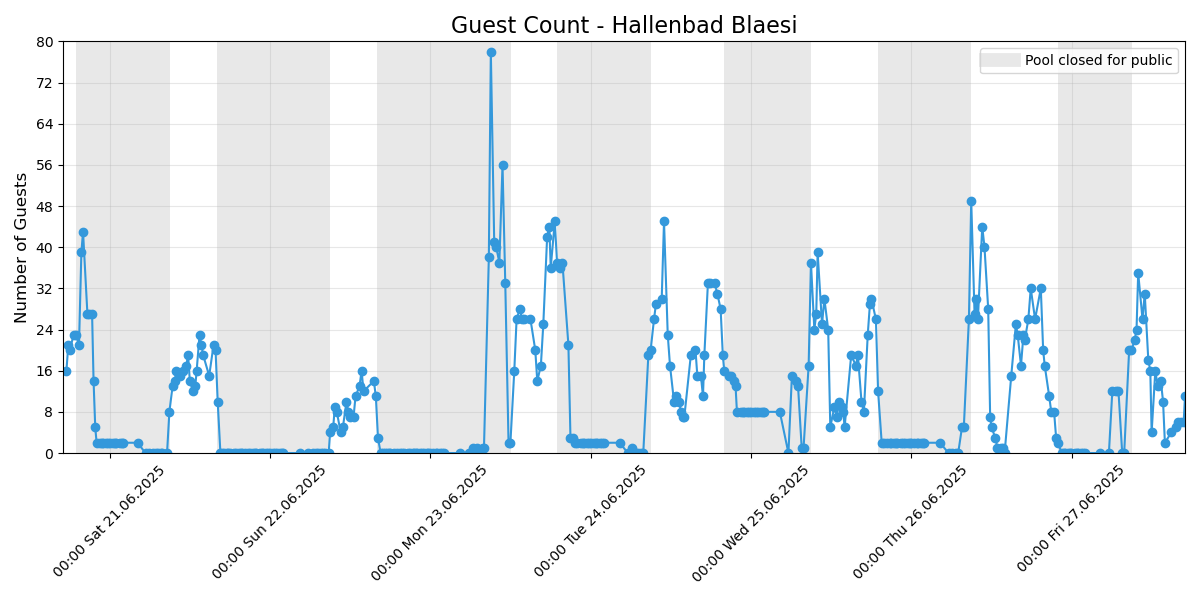 Guest Count - Hallenbad Blaesi
Pool closed for public
Number of Guests
80
72
64
56
48
40
32
24
16
8
0
00:00 Sat 21.06.2025
00:00 Sun 22.06.2025
00:00 Mon 23.06.2025
00:00 Tue 24.06.2025
00:00 Wed 25.06.2025
00:00 Thu 26.06.2025
00:00 Fri 27.06.2025